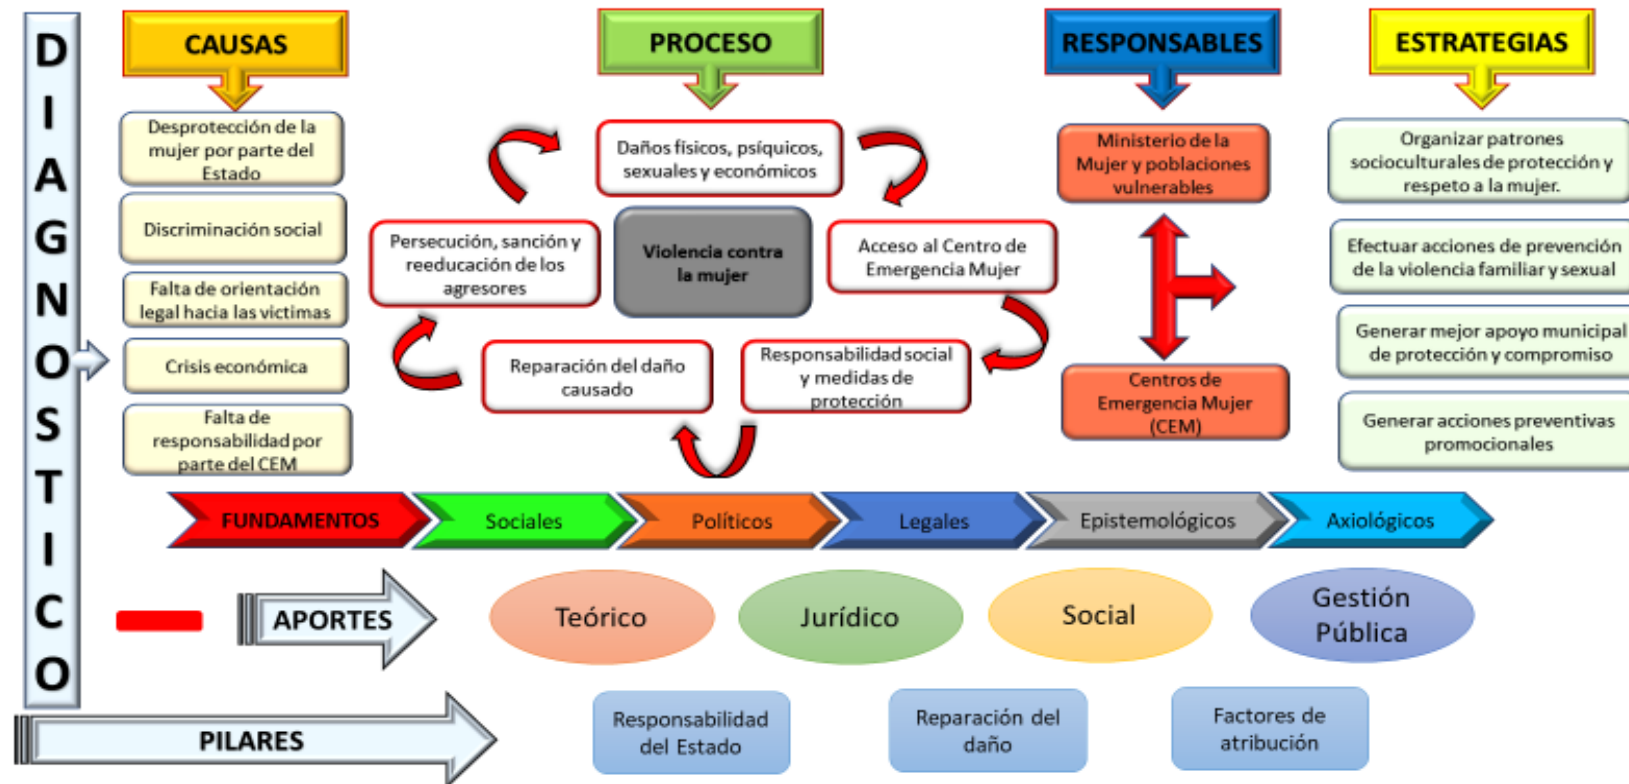 DIAGNOSTICO
CAUSAS
Desprotección de la
mujer por parte del
Estado
Discriminación social
Falta de orientación
legal hacia las victimas
Crisis económica
Falta de
responsabilidad por
parte del CEM
PROCESO
Daños físicos, psíquicos,
sexuales y económicos
Acceso al Centro de
Emergencia Mujer
Responsabilidad social
y medidas de
protección
Reparación del daño
causado
Persecución, sanción y
reeducación de los
agresores
Violencia contra
la mujer
RESPONSABLES
Ministerio de la
Mujer y poblaciones
vulnerables
Centros de
Emergencia Mujer
(CEM)
ESTRATEGIAS
Organizar patrones
socioculturales de protección y
respeto a la mujer.
Efectuar acciones de prevención
de la violencia familiar y sexual
Generar mejor apoyo municipal
de protección y compromiso
Generar acciones preventivas
promocionales
FUNDAMENTOS
Sociales
Políticos
Legales
Epistemológicos
Axiológicos
APORTES
Teórico
Jurídico
Social
Gestión
Pública
PILARES
Responsabilidad
del Estado
Reparación del
daño
Factores de
atribución